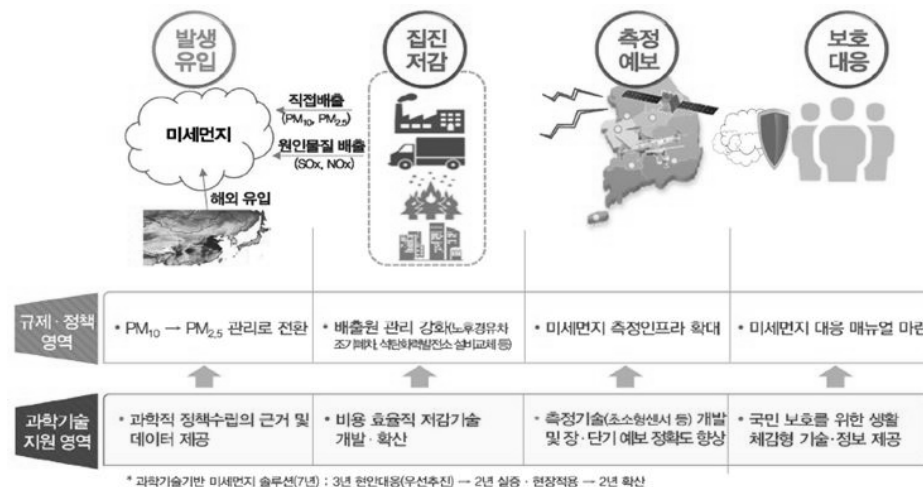 발생
유입
집진
저감
측정
예보
보호
대응
미세먼지
직접배출
(PM10, PM2.5)
원인물질 배출
(SOx, NOx)
해외 유입
규제·정책
영역
• PM10 → PM2.5 관리로 전환
• 배출원 관리 강화(노후경유차
조기폐차, 석탄화력발전소 설비교체 등)
• 미세먼지 측정인프라 확대
• 미세먼지 대응 매뉴얼 마련
과학기술
지원 영역
• 과학적 정책수립의 근거 및
데이터 제공
• 비용 효율적 저감기술
개발·확산
• 측정기술(초소형센서 등) 개발
및 장·단기 예보 정확도 향상
• 국민 보호를 위한 생활
체감형 기술·정보 제공
* 과학기술기반 미세먼지 솔루션(7년) ; 3년 현안대응(우선추진) → 2년 실증·현장적용 → 2년 확산